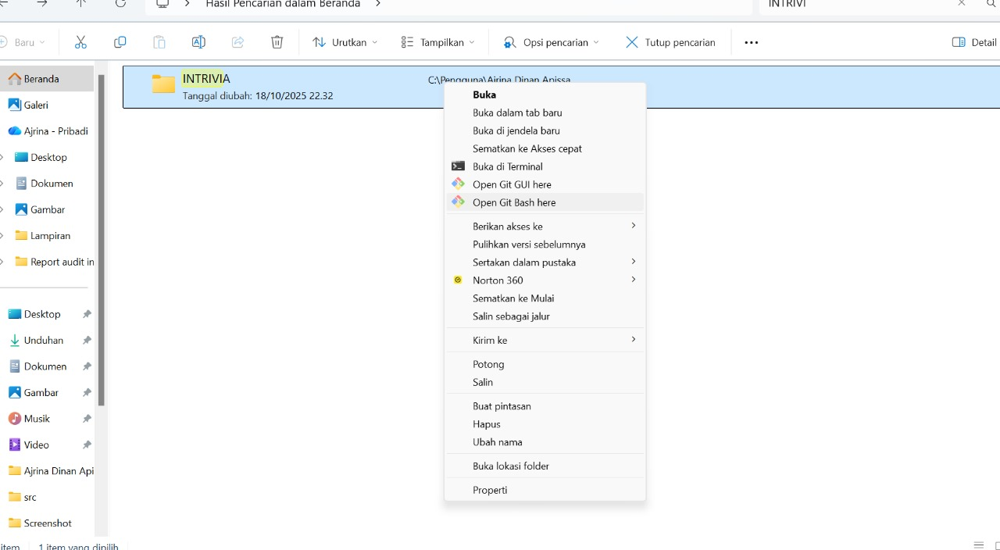 Hasil Pencarian dalam Beranda
INTRIVI
Baru
Urutkan
Tampilkan
Opsi pencarian
Tutup pencarian
Detail
Beranda
Galeri
Ajrina - Pribadi
Desktop
Dokumen
Gambar
Lampiran
Report audit in
Desktop
Unduhan
Dokumen
Gambar
Musik
Video
Ajrina Dinan Api
src
Screenshot
INTRIVIA
Tanggal diubah: 18/10/2025 22.32
C:\Pengguna\Ajrina Dinan Apissa
Buka
Buka dalam tab baru
Buka di jendela baru
Sematkan ke Akses cepat
Buka di Terminal
Open Git GUI here
Open Git Bash here
Berikan akses ke
Pulihkan versi sebelumnya
Sertakan dalam pustaka
Norton 360
Sematkan ke Mulai
Salin sebagai jalur
Kirim ke
Potong
Salin
Buat pintasan
Hapus
Ubah nama
Buka lokasi folder
Properti
item
1 item yang dipilih